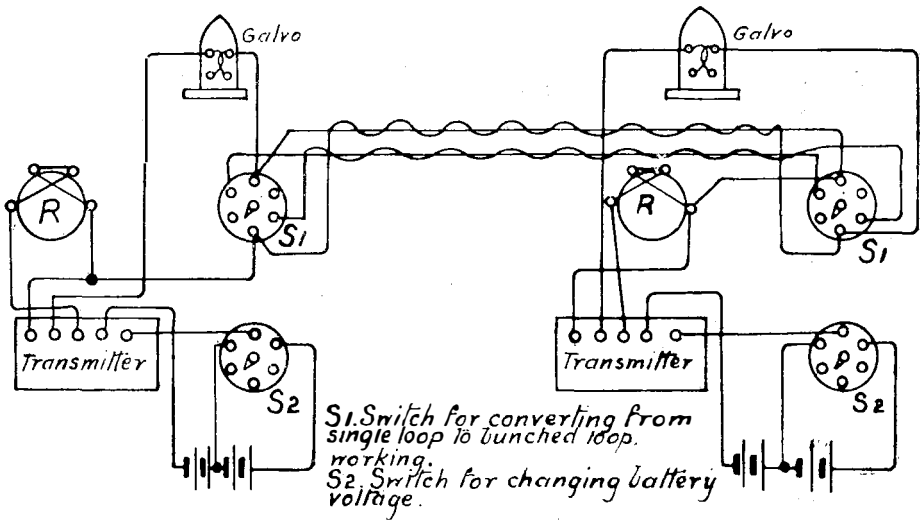 Galvo
Galvo
R
S1
R
S1
Transmitter
S2
Transmitter
S2
S1. Switch for converting from
single loop to bunched loop.
working.
S2. Switch for changing battery
voltage.